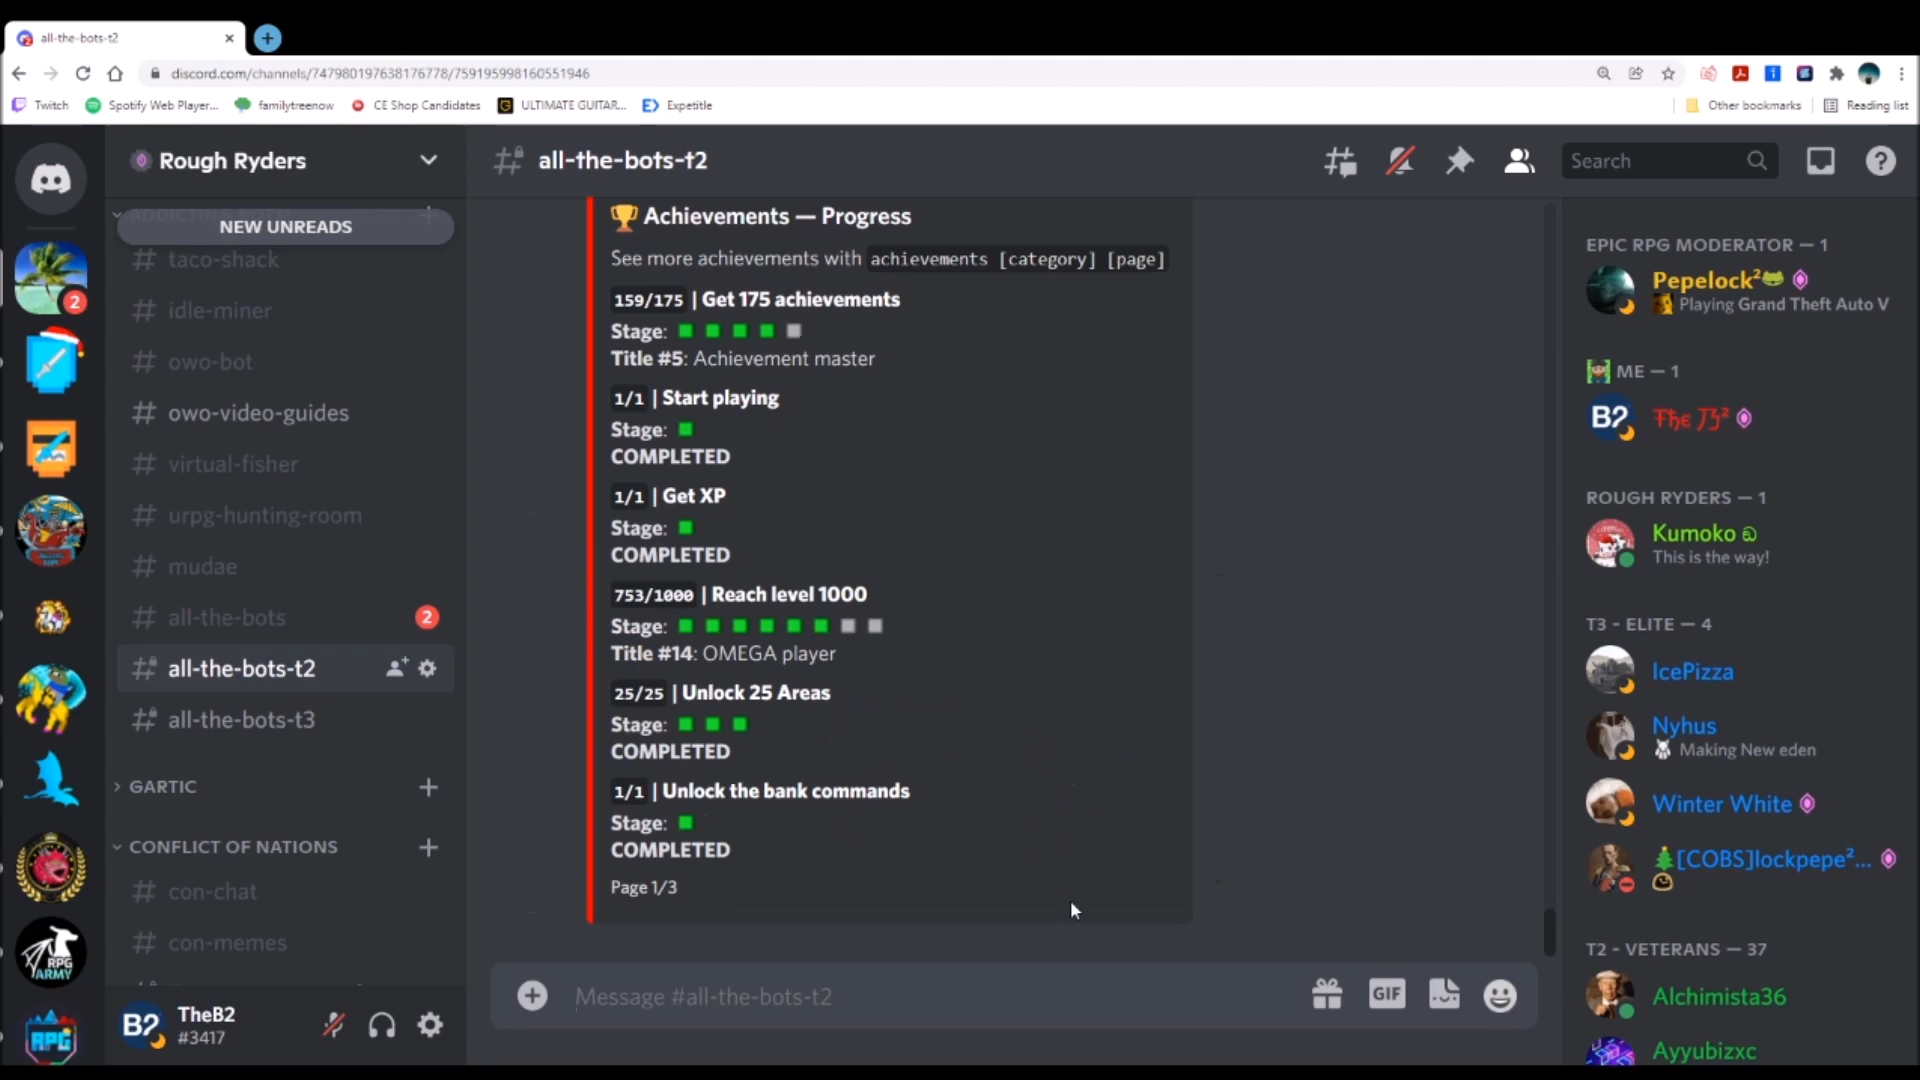 all-the-bots-t2
discord.com/channels/747980197638176778/759195998160551946
Twitch
Spotify Web Player...
familytreenow
CE Shop Candidates
ULTIMATE GUITAR...
Expetitle
Other bookmarks
Reading list
Rough Ryders
NEW UNREADS
taco-shack
idle-miner
owo-bot
owo-video-guides
virtual-fisher
urpg-hunting-room
mudae
all-the-bots
2
all-the-bots-t2
all-the-bots-t3
GARTIC
CONFLICT OF NATIONS
con-chat
con-memes
2
RPG
ARMY
RPG
B2
TheB2
#3417
all-the-bots-t2
Search
Achievements — Progress
See more achievements with achievements [category] [page]
159/175 | Get 175 achievements
Stage:
Title #5: Achievement master
1/1 | Start playing
Stage:
COMPLETED
1/1 | Get XP
Stage:
COMPLETED
753/1000 | Reach level 1000
Stage:
Title #14: OMEGA player
25/25 | Unlock 25 Areas
Stage:
COMPLETED
1/1 | Unlock the bank commands
Stage:
COMPLETED
Page 1/3
Message #all-the-bots-t2
GIF
EPIC RPG MODERATOR — 1
Pepelock²
Playing Grand Theft Auto V
ME — 1
B2
ROUGH RYDERS — 1
Kumoko
This is the way!
T3 - ELITE — 4
IcePizza
Nyhus
Making New eden
Winter White
[COBS]lockpepe²...
T2 - VETERANS — 37
Alchimista36
Ayyubizxc